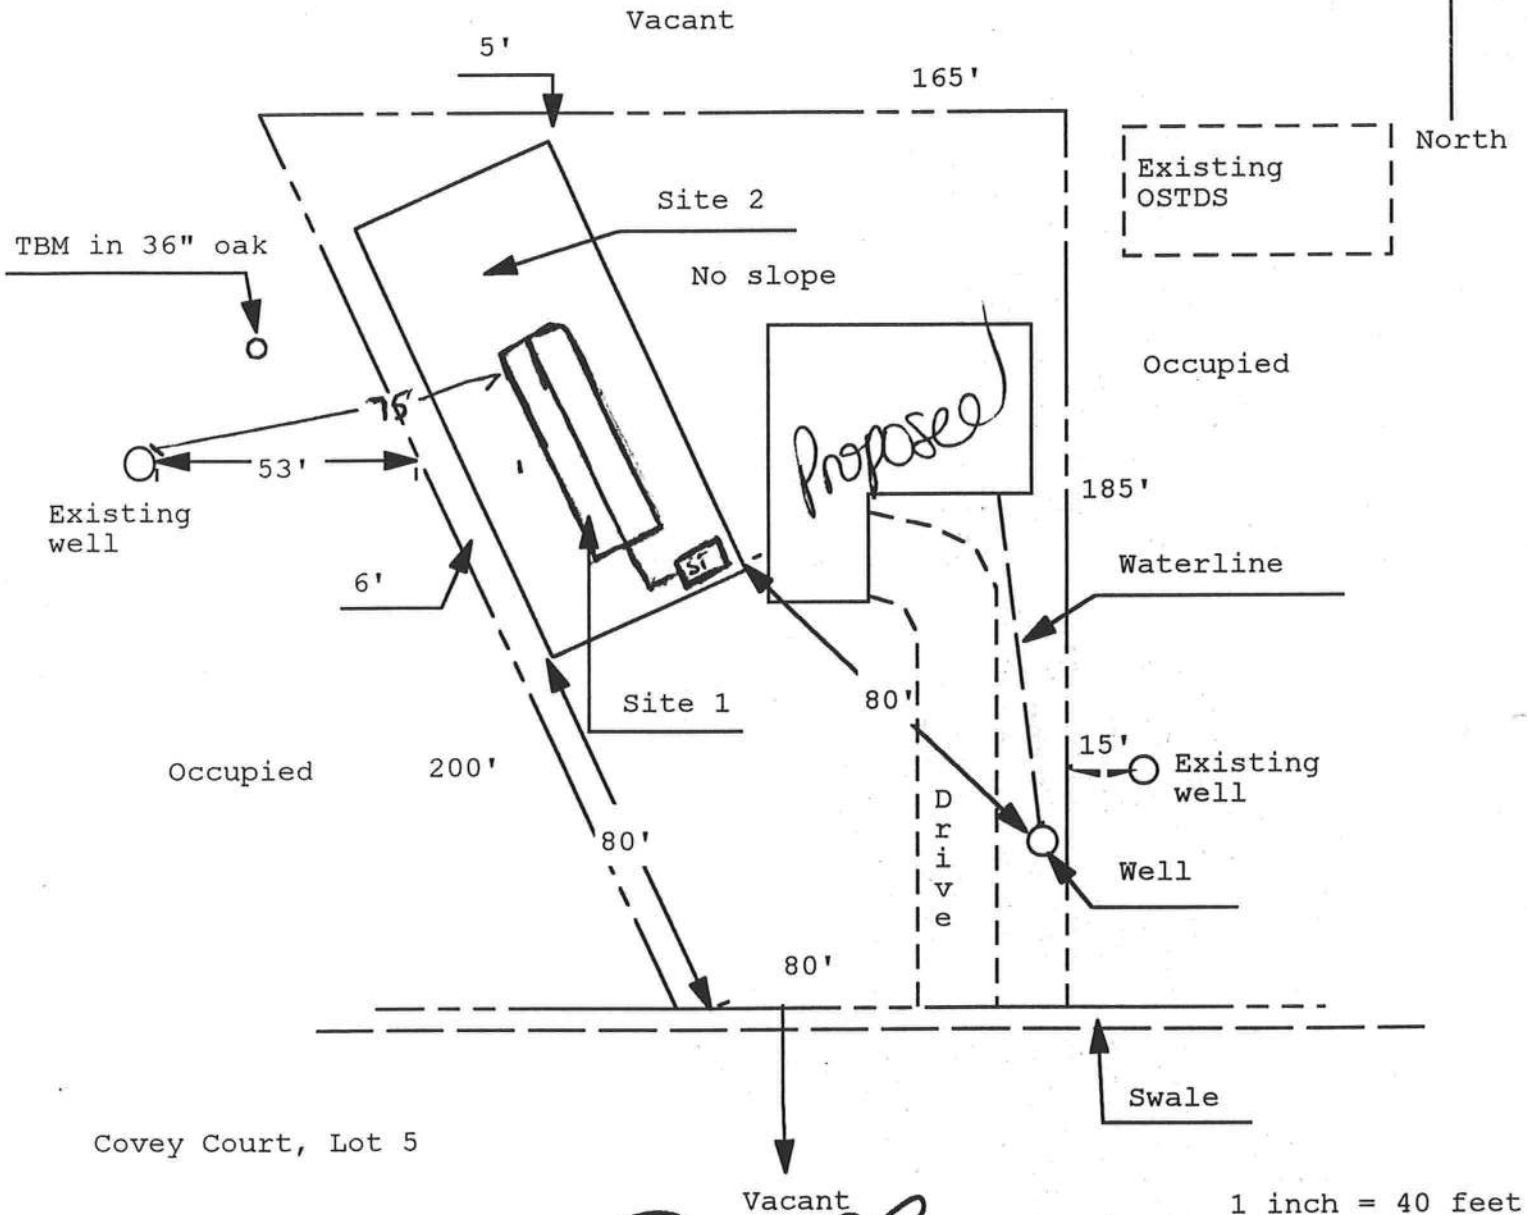 Vacant
5'
165'
North
Existing
OSTDS
Site 2
TBM in 36" oak
No slope
Occupied
75
Proposed
53'
185'
Existing
well
Waterline
ST
6'
80'
Site 1
15'
Existing
well
Occupied
200'
Drive
80'
Well
80'
Swale
Covey Court, Lot 5
Vacant
1 inch = 40 feet